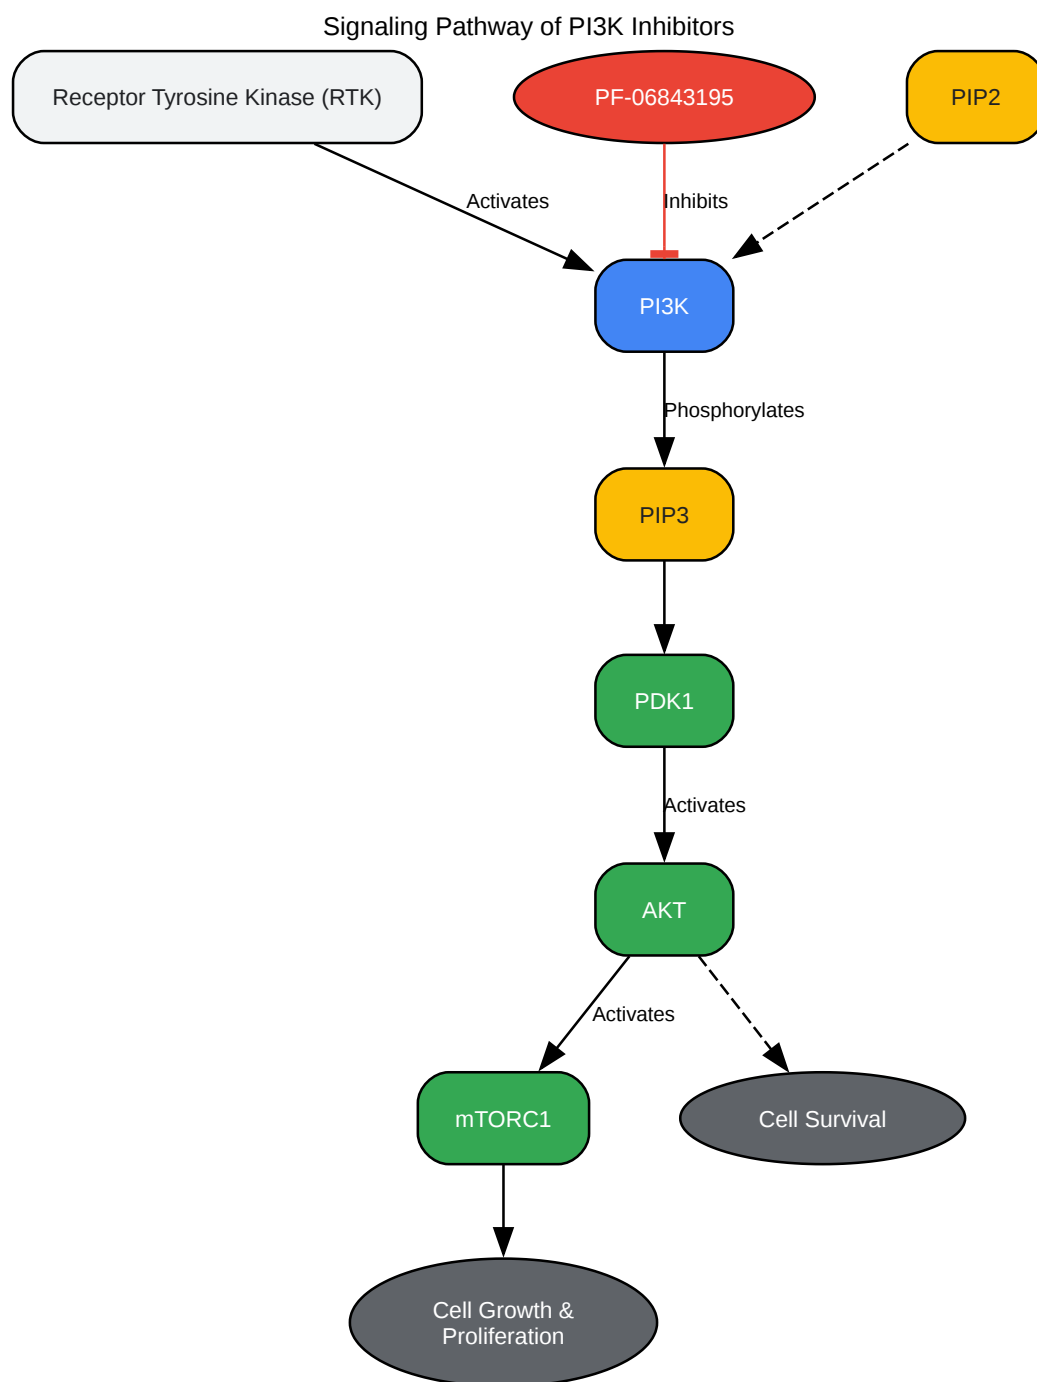 Signaling Pathway of PI3K Inhibitors
Receptor Tyrosine Kinase (RTK)
PF-06843195
PIP2
Activates
Inhibits
PI3K
Phosphorylates
PIP3
PDK1
Activates
AKT
Activates
mTORC1
Cell Survival
Cell Growth &
Proliferation